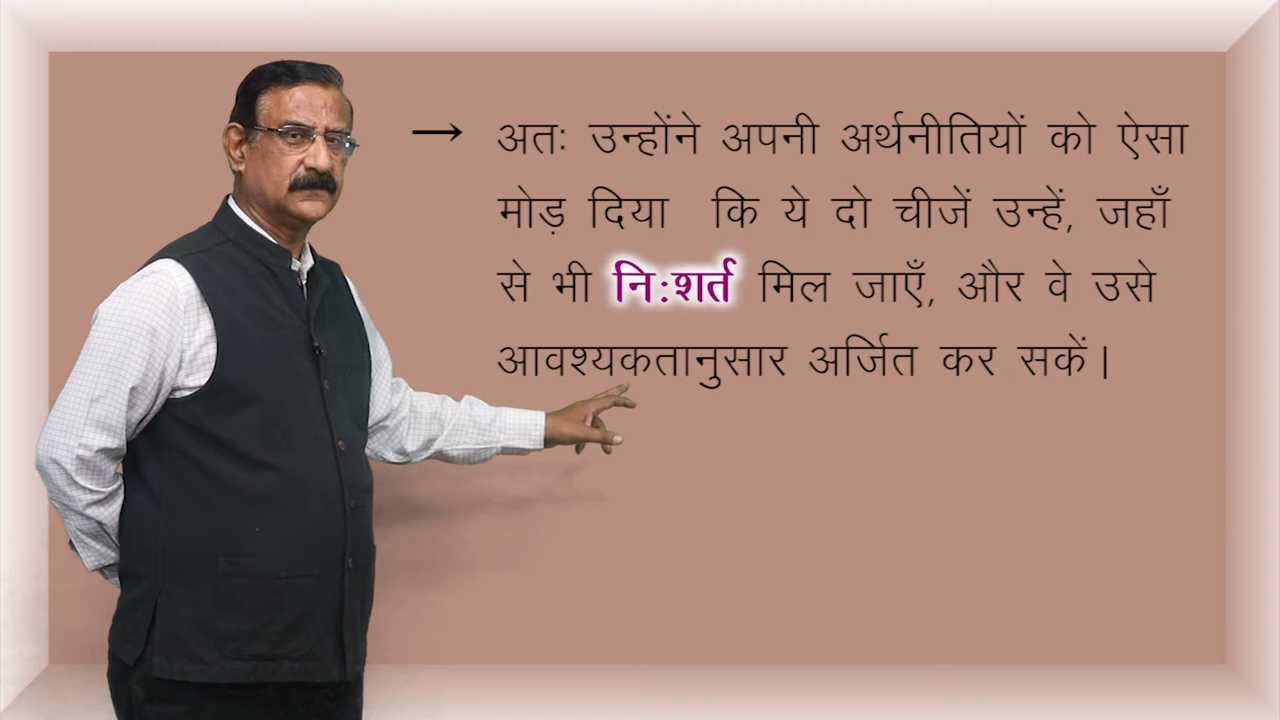 → अतः उन्होंने अपनी अर्थनीतियों को ऐसा
मोड़ दिया कि ये दो चीजें उन्हें, जहाँ
से भी नि:शर्त मिल जाएँ, और वे उसे
आवश्यकतानुसार अर्जित कर सकें।